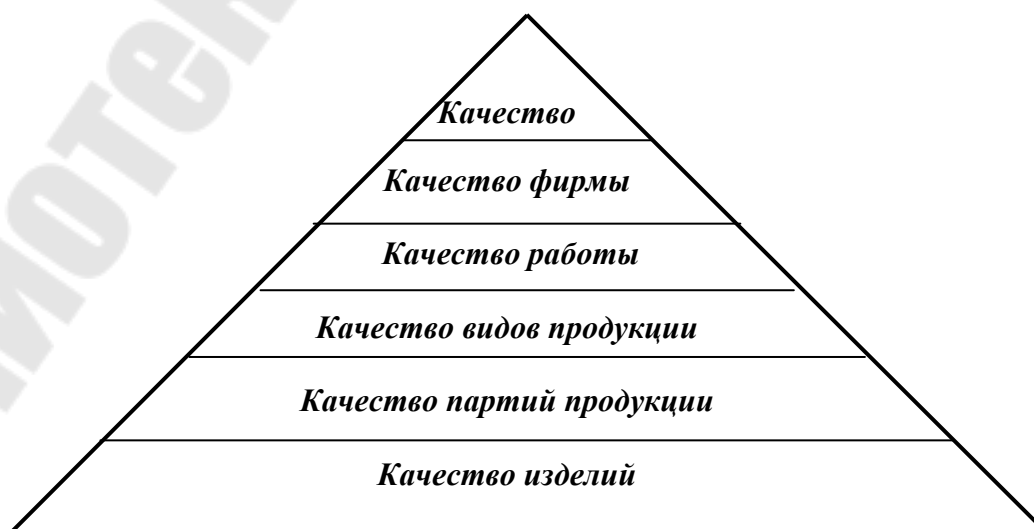 Качество
Качество фирмы
Качество работы
Качество видов продукции
Качество партий продукции
Качество изделий